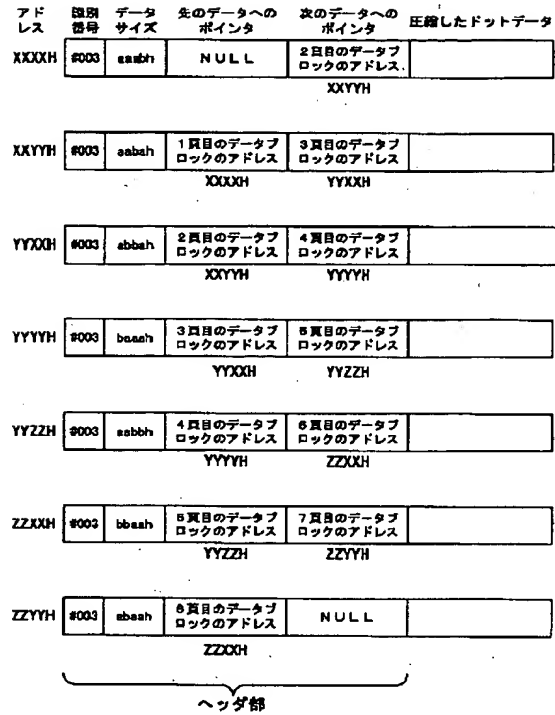 アド
レス
識別
番号
データ
サイズ
先のデータへの
ポインタ
次のデータへの
ポインタ
圧縮したドットデータ
XXXXH #003 aaabh NULL 2頁目のデータブ
ロックのアドレス
XXYYH
XXYYH #003 aabah 1頁目のデータブ 3頁目のデータブ
ロックのアドレス ロックのアドレス
XXXXH YYXXH
YYXXH #003 abbah 2頁目のデータブ 4頁目のデータブ
ロックのアドレス ロックのアドレス
XXYYH YYYYH
YYYYH #003 baaah 3頁目のデータブ 5頁目のデータブ
ロックのアドレス ロックのアドレス
YYXXH YYZZH
YYZZH #003 aabbh 4頁目のデータブ 6頁目のデータブ
ロックのアドレス ロックのアドレス
YYYYH ZZXXH
ZZXXH #003 bbaah 5頁目のデータブ 7頁目のデータブ
ロックのアドレス ロックのアドレス
YYZZH ZZYYH
ZZYYH #003 abaah 6頁目のデータブ
ロックのアドレス NULL
ZZXXH
ヘッダ部